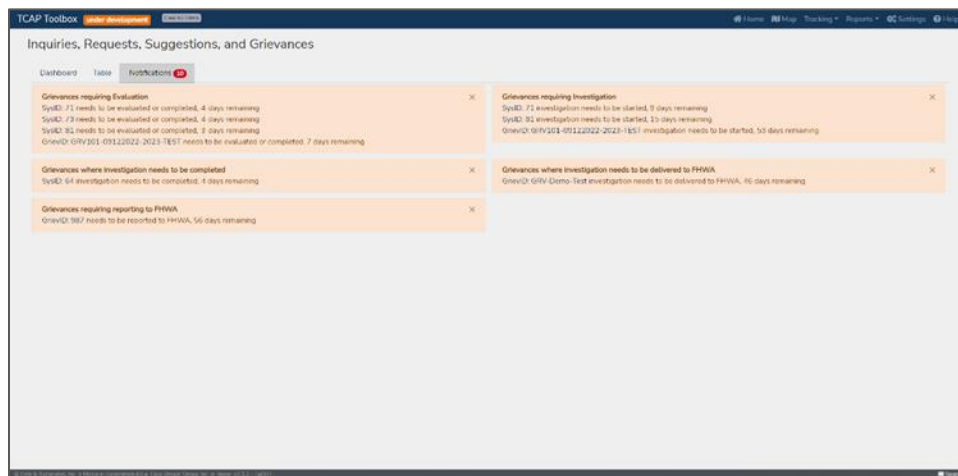 TCAP Toolbox under development
Home Map Tracking Reports Settings Help
Inquiries, Requests, Suggestions, and Grievances
Dashboard Table Notifications 10
Grievances requiring Evaluation
SysID: 71 needs to be evaluated or completed, 4 days remaining
SysID: 73 needs to be evaluated or completed, 4 days remaining
SysID: 81 needs to be evaluated or completed, 3 days remaining
GrievID: GRV101-09122022-2023-TEST needs to be evaluated or completed, 7 days remaining
Grievances requiring Investigation
SysID: 71 investigation needs to be started, 9 days remaining
SysID: 81 investigation needs to be started, 15 days remaining
GrievID: GRV101-09122022-2023-TEST investigation needs to be started, 53 days remaining
Grievances where investigation needs to be completed
SysID: 64 investigation needs to be completed, 4 days remaining
Grievances where investigation needs to be delivered to FHWA
GrievID: GRV-Demo-Test investigation needs to be delivered to FHWA, 46 days remaining
Grievances requiring reporting to FHWA
GrievID: 987 needs to be reported to FHWA, 56 days remaining